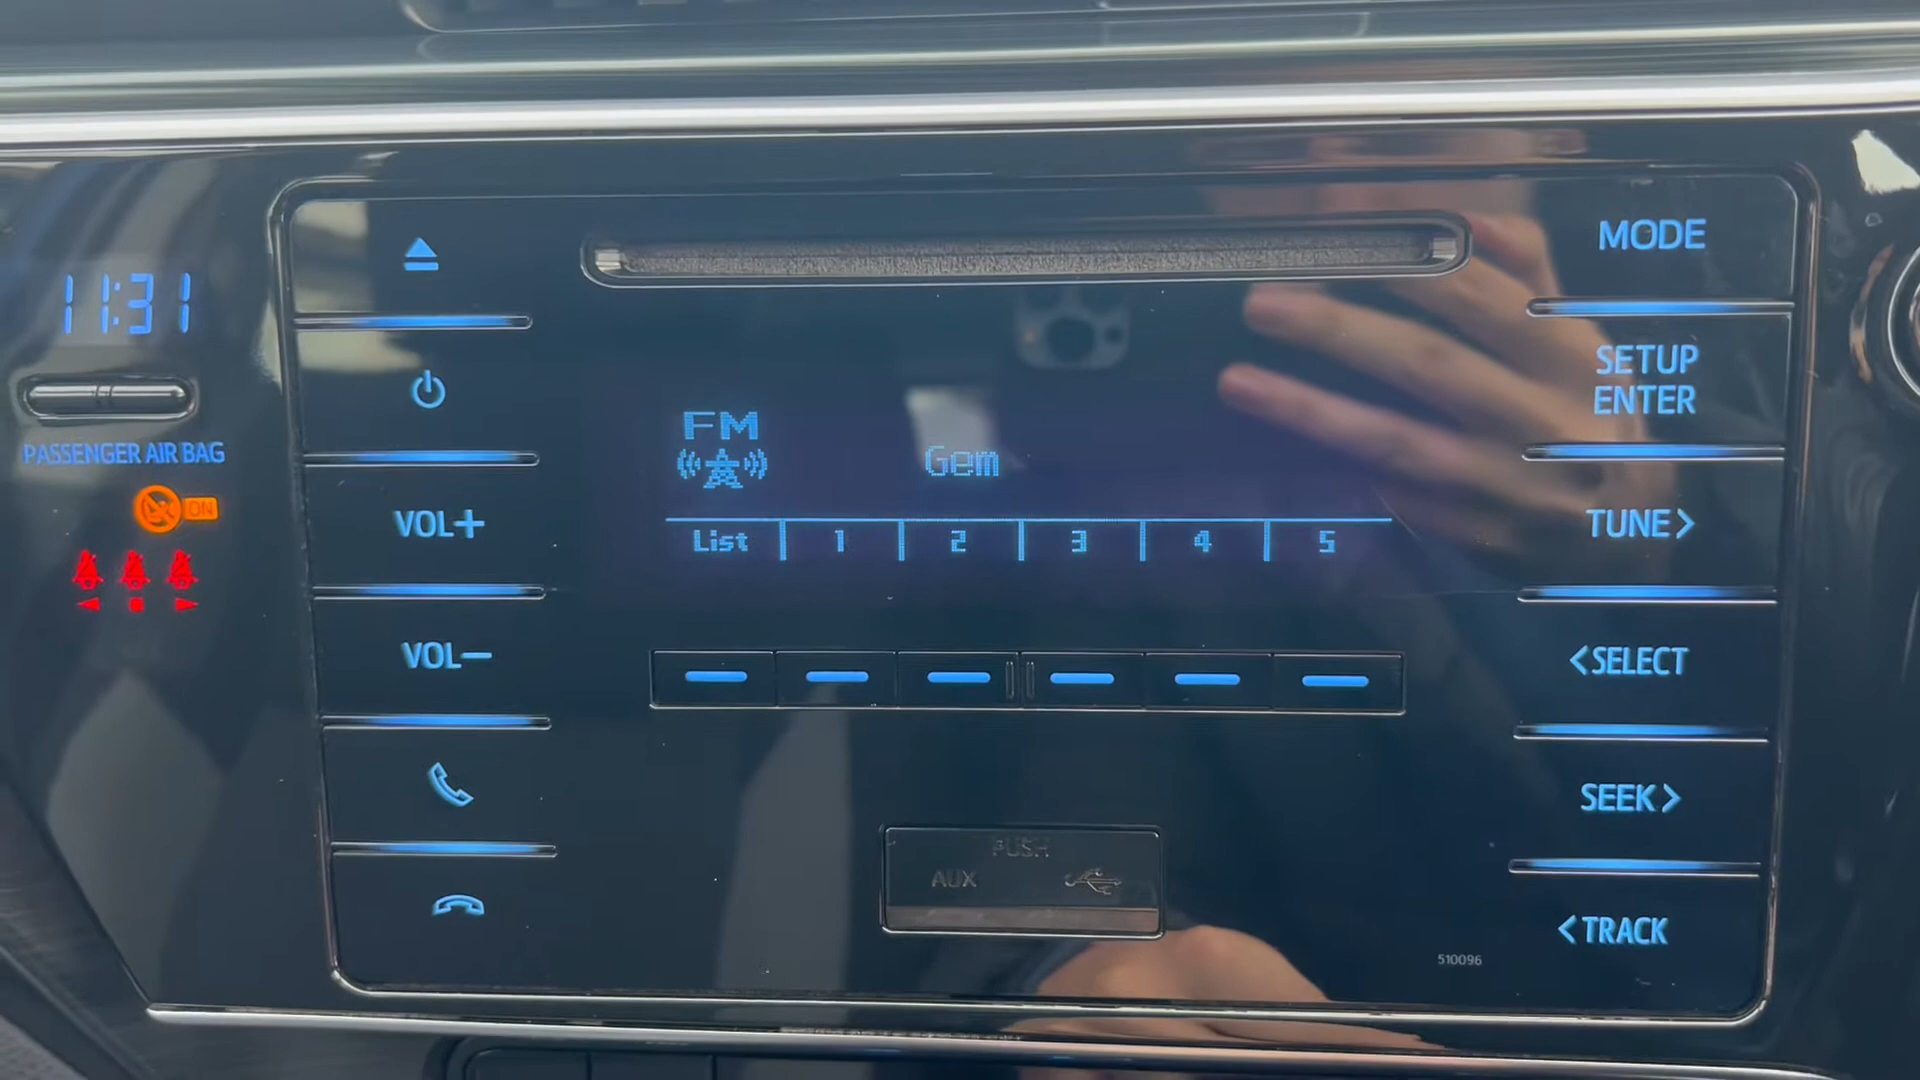 11:31
PASSENGER AIR BAG
ON
VOL+
VOL−
FM
Gem
List 1 2 3 4 5
PUSH
AUX
510096
MODE
SETUP
ENTER
TUNE>
<SELECT
SEEK>
<TRACK